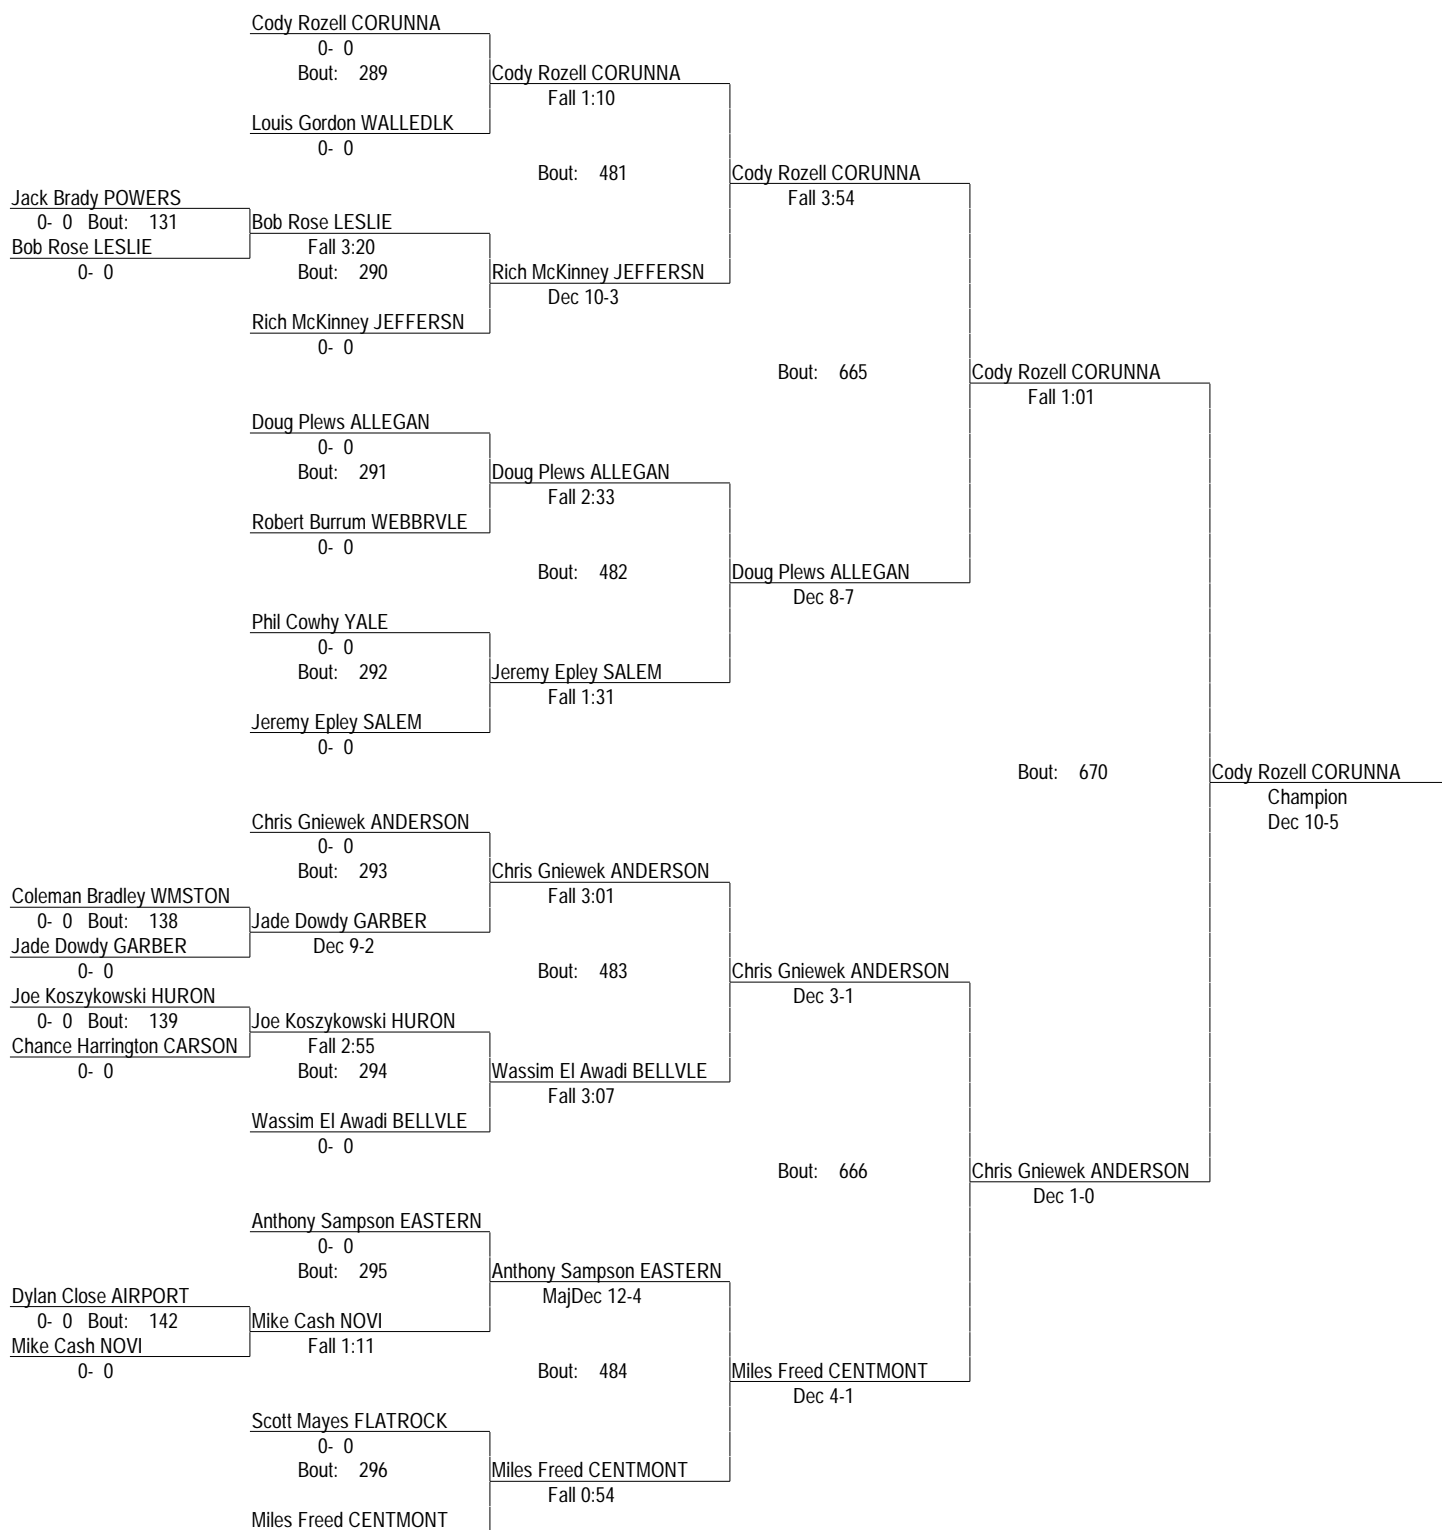 Cody Rozell CORUNNA
0- 0
Bout: 289
Cody Rozell CORUNNA
Fall 1:10
Louis Gordon WALLEDLK
0- 0
Bout: 481
Cody Rozell CORUNNA
Fall 3:54
Jack Brady POWERS
0- 0 Bout: 131
Bob Rose LESLIE
0- 0
Bob Rose LESLIE
Fall 3:20
Bout: 290
Rich McKinney JEFFERSN
Dec 10-3
Rich McKinney JEFFERSN
0- 0
Bout: 665
Cody Rozell CORUNNA
Fall 1:01
Doug Plews ALLEGAN
0- 0
Bout: 291
Doug Plews ALLEGAN
Fall 2:33
Robert Burrum WEBBRVLE
0- 0
Bout: 482
Doug Plews ALLEGAN
Dec 8-7
Phil Cowhy YALE
0- 0
Bout: 292
Jeremy Epley SALEM
Fall 1:31
Jeremy Epley SALEM
0- 0
Bout: 670
Cody Rozell CORUNNA
Champion
Dec 10-5
Chris Gniewek ANDERSON
0- 0
Bout: 293
Chris Gniewek ANDERSON
Fall 3:01
Coleman Bradley WMSTON
0- 0 Bout: 138
Jade Dowdy GARBER
0- 0
Jade Dowdy GARBER
Dec 9-2
Bout: 483
Chris Gniewek ANDERSON
Dec 3-1
Joe Koszykowski HURON
0- 0 Bout: 139
Chance Harrington CARSON
0- 0
Joe Koszykowski HURON
Fall 2:55
Bout: 294
Wassim El Awadi BELLVLE
Fall 3:07
Wassim El Awadi BELLVLE
0- 0
Bout: 666
Chris Gniewek ANDERSON
Dec 1-0
Anthony Sampson EASTERN
0- 0
Bout: 295
Anthony Sampson EASTERN
MajDec 12-4
Dylan Close AIRPORT
0- 0 Bout: 142
Mike Cash NOVI
0- 0
Mike Cash NOVI
Fall 1:11
Bout: 484
Miles Freed CENTMONT
Dec 4-1
Scott Mayes FLATROCK
0- 0
Bout: 296
Miles Freed CENTMONT
Fall 0:54
Miles Freed CENTMONT